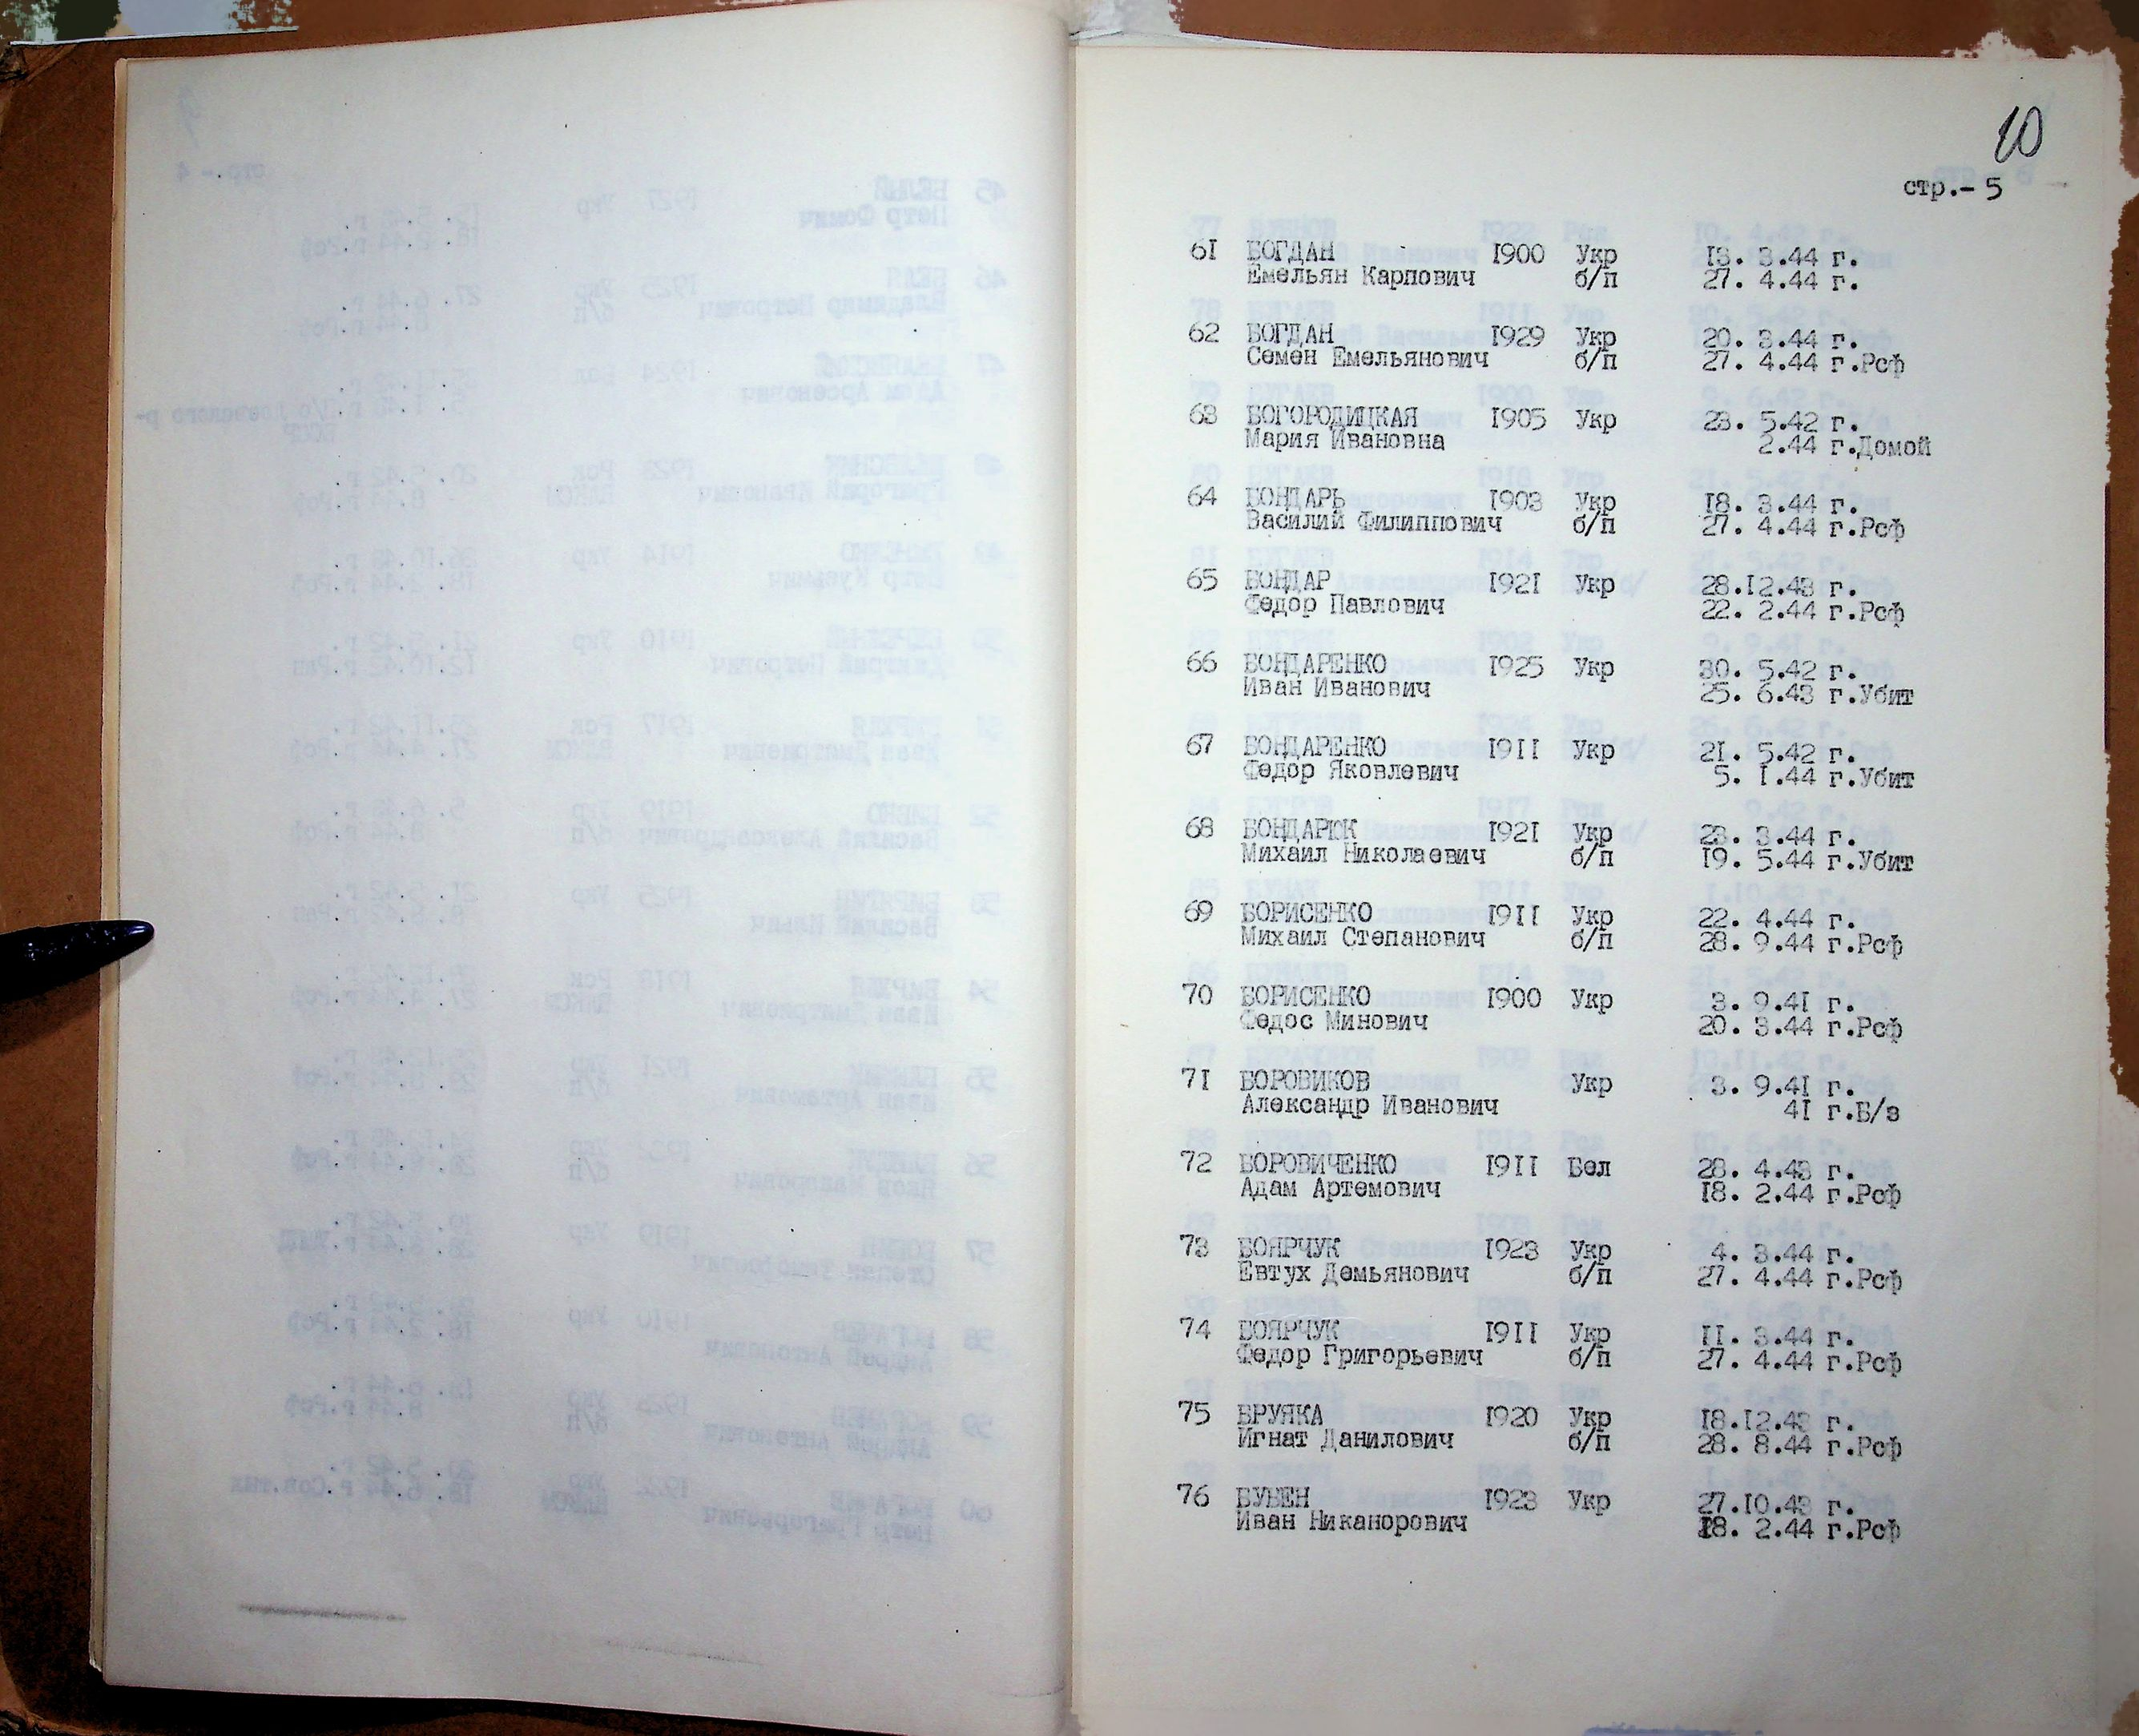 10
стр.- 5
61 БОГДАН 1900 Укр 13. 3.44 г.
Емельян Карпович б/п 27. 4.44 г.
62 БОГДАН 1929 Укр 20. 3.44 г.
Семен Емельянович б/п 27. 4.44 г.Рсф
63 БОГОРОДИЦКАЯ 1905 Укр 23. 5.42 г.
Мария Ивановна 2.44 г.Домой
64 БОНДАРЬ 1903 Укр 18. 3.44 г.
Василий Филиппович б/п 27. 4.44 г.Рсф
65 БОНДАР 1921 Укр 28.12.43 г.
Федор Павлович 22. 2.44 г.Рсф
66 БОНДАРЕНКО 1925 Укр 30. 5.42 г.
Иван Иванович 25. 6.43 г.Убит
67 БОНДАРЕНКО 1911 Укр 21. 5.42 г.
Федор Яковлевич 5. 1.44 г.Убит
68 БОНДАРЮК 1921 Укр 23. 3.44 г.
Михаил Николаевич б/п 19. 5.44 г.Убит
69 БОРИСЕНКО 1911 Укр 22. 4.44 г.
Михаил Степанович б/п 28. 9.44 г.Рсф
70 БОРИСЕНКО 1900 Укр 3. 9.41 г.
Федос Минович 20. 3.44 г.Рсф
71 БОРОВИКОВ Укр 3. 9.41 г.
Александр Иванович 41 г.Б/з
72 БОРОВИЧЕНКО 1911 Бел 28. 4.43 г.
Адам Артемович 18. 2.44 г.Рсф
73 БОЯРЧУК 1923 Укр 4. 3.44 г.
Евтух Демьянович б/п 27. 4.44 г.Рсф
74 БОЯРЧУК 1911 Укр 11. 3.44 г.
Федор Григорьевич б/п 27. 4.44 г.Рсф
75 БРУЯКА 1920 Укр 18.12.43 г.
Игнат Данилович б/п 28. 8.44 г.Рсф
76 БУБЕН 1923 Укр 27.10.43 г.
Иван Никанорович 18. 2.44 г.Рсф